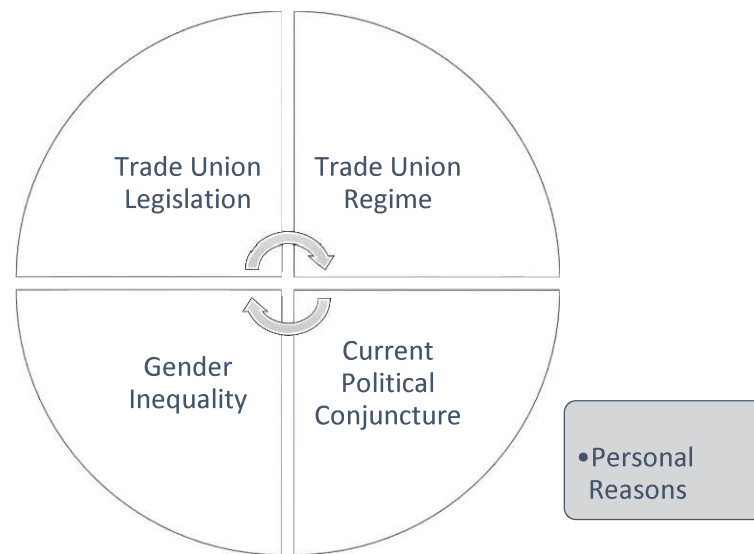 Trade Union
Legislation
Trade Union
Regime
Gender
Inequality
Current
Political
Conjuncture
•Personal
Reasons